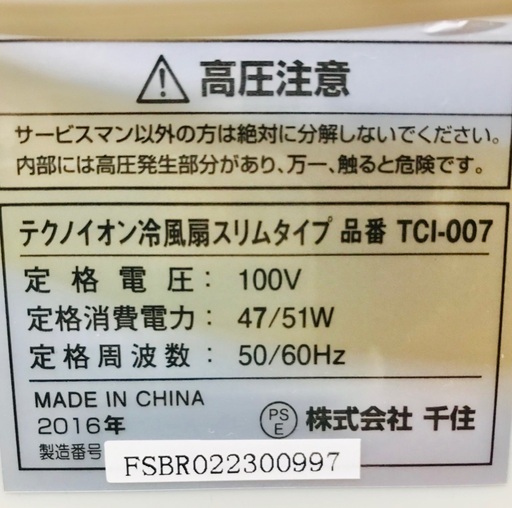 高圧注意
サービスマン以外の方は絶対に分解しないでください。
内部には高圧発生部分があり、万一、触ると危険です。
テクノイオン冷風扇スリムタイプ 品番 TCI-007
定格電圧: 100V
定格消費電力: 47/51W
定格周波数: 50/60Hz
MADE IN CHINA
2016年
PSE 株式会社 千住
製造番号 FSBR022300997